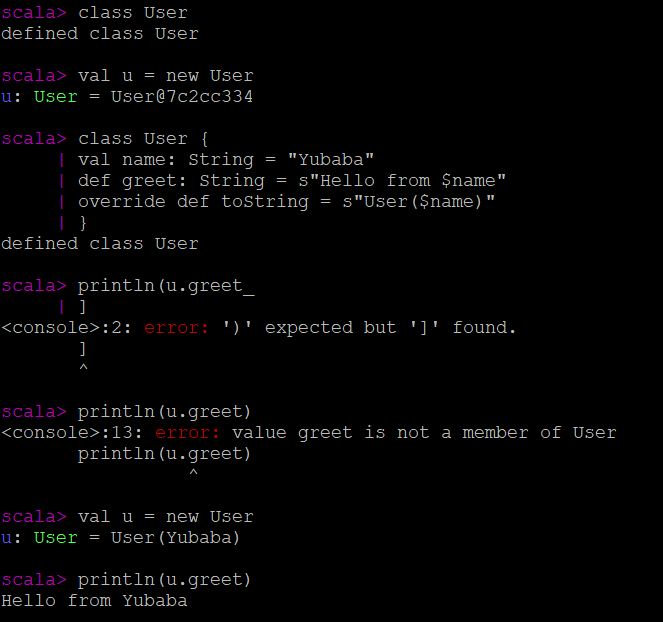 scala> class User
defined class User
scala> val u = new User
u: User = User@7c2cc334
scala> class User {
| val name: String = "Yubaba"
| def greet: String = s"Hello from $name"
| override def toString = s"User($name)"
| }
defined class User
scala> println(u.greet_
| ]
<console>:2: error: ')' expected but ']' found.
]
^
scala> println(u.greet)
<console>:13: error: value greet is not a member of User
println(u.greet)
^
scala> val u = new User
u: User = User(Yubaba)
scala> println(u.greet)
Hello from Yubaba